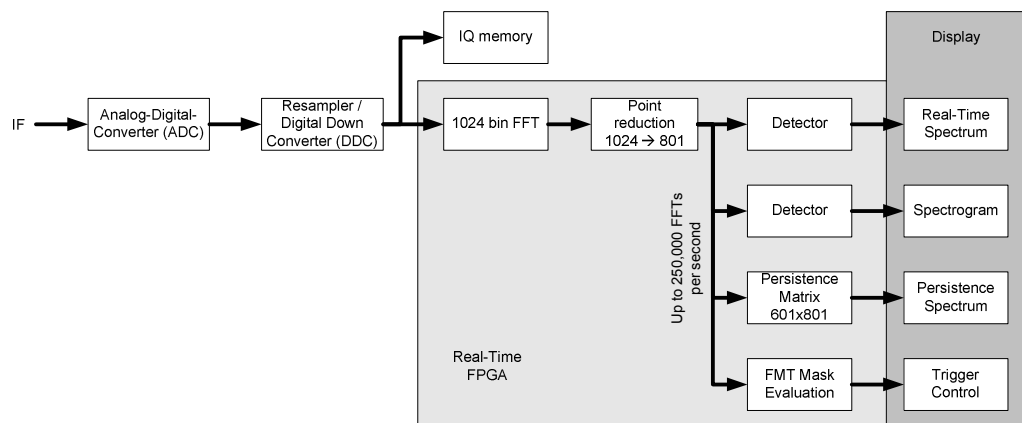 IQ memory
Display
IF
Analog-Digital-
Converter (ADC)
Resampler /
Digital Down
Converter (DDC)
1024 bin FFT
Point
reduction
1024 → 801
Detector
Real-Time
Spectrum
Detector
Spectrogram
Up to 250,000 FFTs
per second
Persistence
Matrix
601x801
Persistence
Spectrum
Real-Time
FPGA
FMT Mask
Evaluation
Trigger
Control